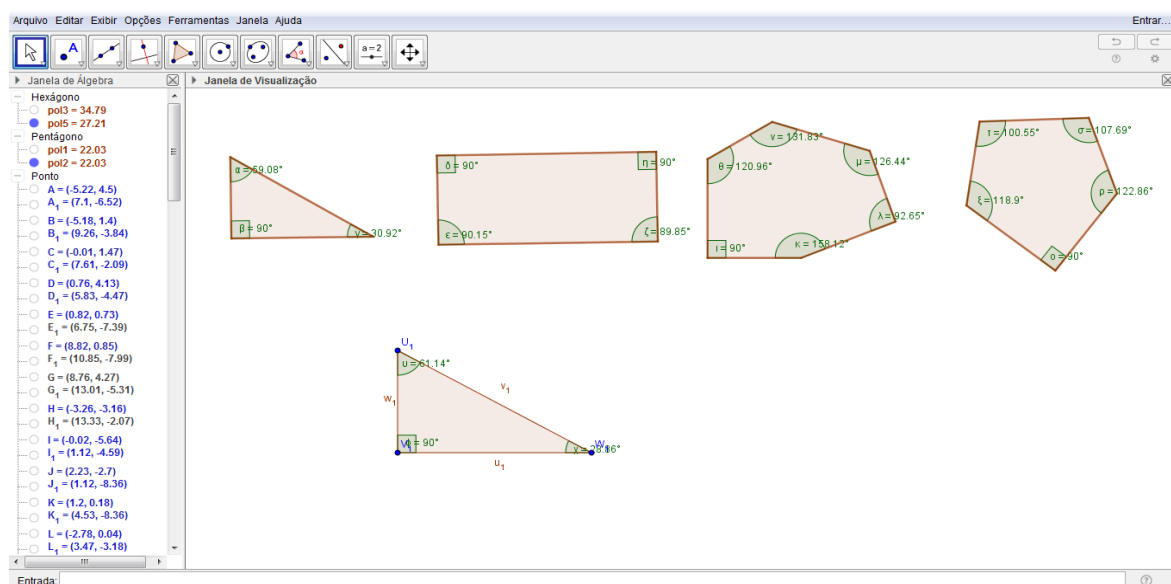 Arquivo Editar Exibir Opções Ferramentas Janela Ajuda Entrar...
A a=2
Janela de Álgebra
Janela de Visualização
Hexágono
pol3 = 34.79
pol5 = 27.21
Pentágono
pol1 = 22.03
pol2 = 22.03
Ponto
A = (-5.22, 4.5)
A₁ = (7.1, -6.52)
B = (-5.18, 1.4)
B₁ = (9.26, -3.84)
C = (-0.01, 1.47)
C₁ = (7.61, -2.09)
D = (0.76, 4.13)
D₁ = (5.83, -4.47)
E = (0.82, 0.73)
E₁ = (6.75, -7.39)
F = (8.82, 0.85)
F₁ = (10.85, -7.99)
G = (8.76, 4.27)
G₁ = (13.01, -5.31)
H = (-3.26, -3.16)
H₁ = (13.33, -2.07)
I = (-0.02, -5.64)
I₁ = (1.12, -4.59)
J = (2.23, -2.7)
J₁ = (1.12, -8.36)
K = (1.2, 0.18)
K₁ = (4.53, -8.36)
L = (-2.78, 0.04)
L₁ = (3.47, -3.18)
α = 59.08°
β = 90°
γ = 30.92°
δ = 90°
η = 90°
ε = 90.15°
ζ = 89.85°
ν = 131.83°
θ = 120.96°
μ = 126.44°
λ = 92.65°
ι = 90°
κ = 158.12°
τ = 100.55°
σ = 107.69°
ρ = 122.86°
ξ = 118.9°
ο = 90°
U₁
υ = 61.14°
w₁
v₁
V₁
φ = 90°
χ = 28.86°
u₁
Entrada: